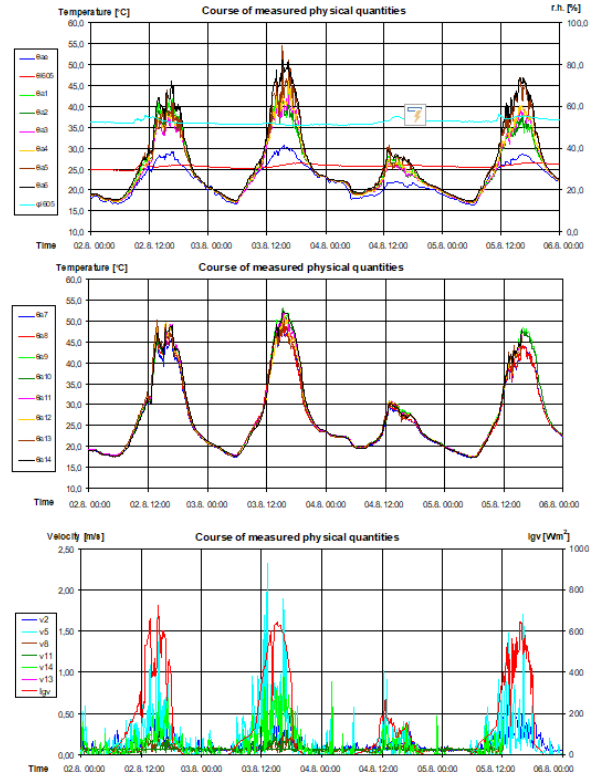 Temperature [°C] Course of measured physical quantities r.h. [%]
60,0 100,0
55,0
50,0 80,0
45,0
40,0 60,0
35,0
30,0 40,0
25,0
20,0 20,0
15,0
10,0 0,0
θae
θi605
θa1
θa2
θa3
θa4
θa5
θa6
φi605
Time 02.8. 00:00 02.8. 12:00 03.8. 00:00 03.8. 12:00 04.8. 00:00 04.8. 12:00 05.8. 00:00 05.8. 12:00 06.8. 00:00
Temperature [°C] Course of measured physical quantities
60,0
55,0
50,0
45,0
40,0
35,0
30,0
25,0
20,0
15,0
10,0
θs7
θs8
θs9
θs10
θs11
θs12
θs13
θs14
Time 02.8. 00:00 02.8. 12:00 03.8. 00:00 03.8. 12:00 04.8. 00:00 04.8. 12:00 05.8. 00:00 05.8. 12:00 06.8. 00:00
Velocity [m/s] Course of measured physical quantities Igv [Wm²]
2,50 1000
2,00 800
1,50 600
1,00 400
0,50 200
0,00 0
v2
v5
v8
v11
v14
v13
Igv
Time 02.8. 00:00 02.8. 12:00 03.8. 00:00 03.8. 12:00 04.8. 00:00 04.8. 12:00 05.8. 00:00 05.8. 12:00 06.8. 00:00